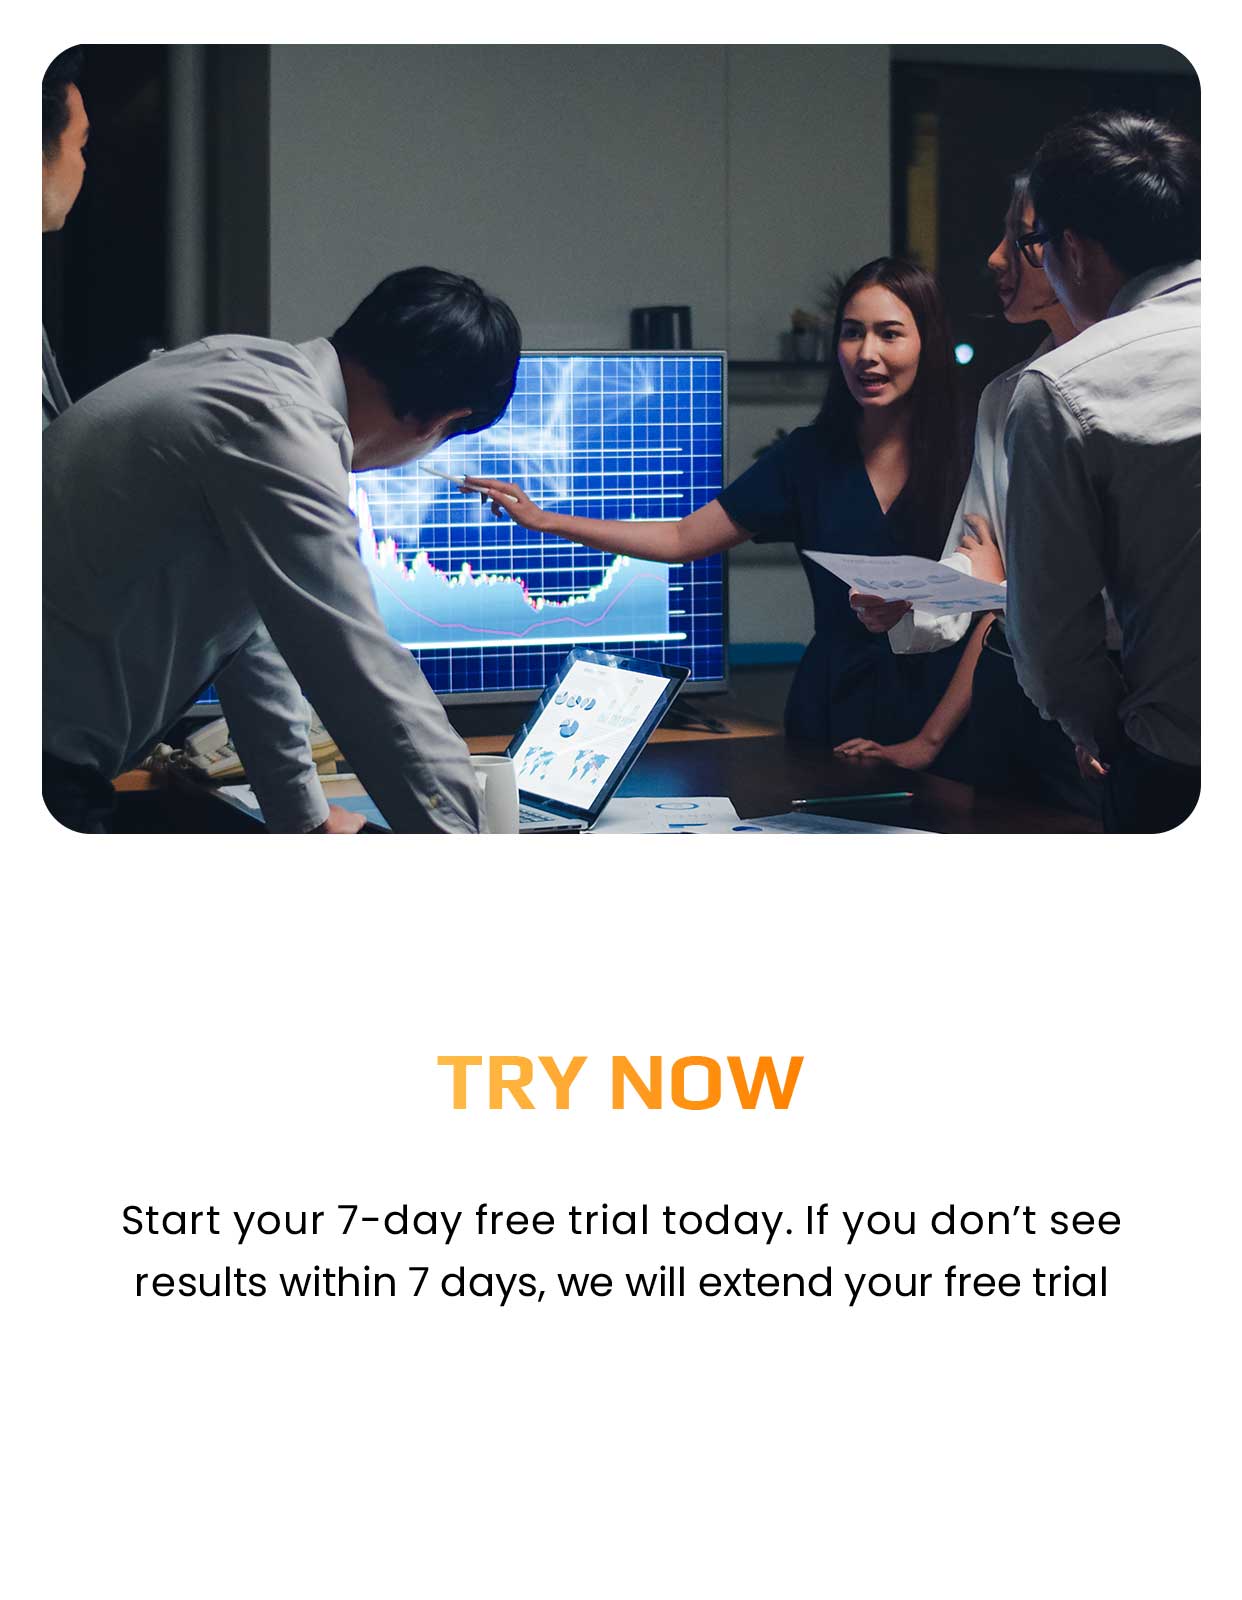 TRY NOW
Start your 7-day free trial today. If you don’t see
results within 7 days, we will extend your free trial